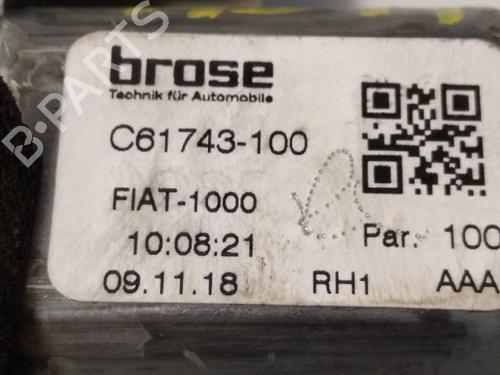 brose
Technik für Automobile
C61743-100
FIAT-1000
10:08:21
Par. 100
09.11.18 RH1 AAA
B-PARTS